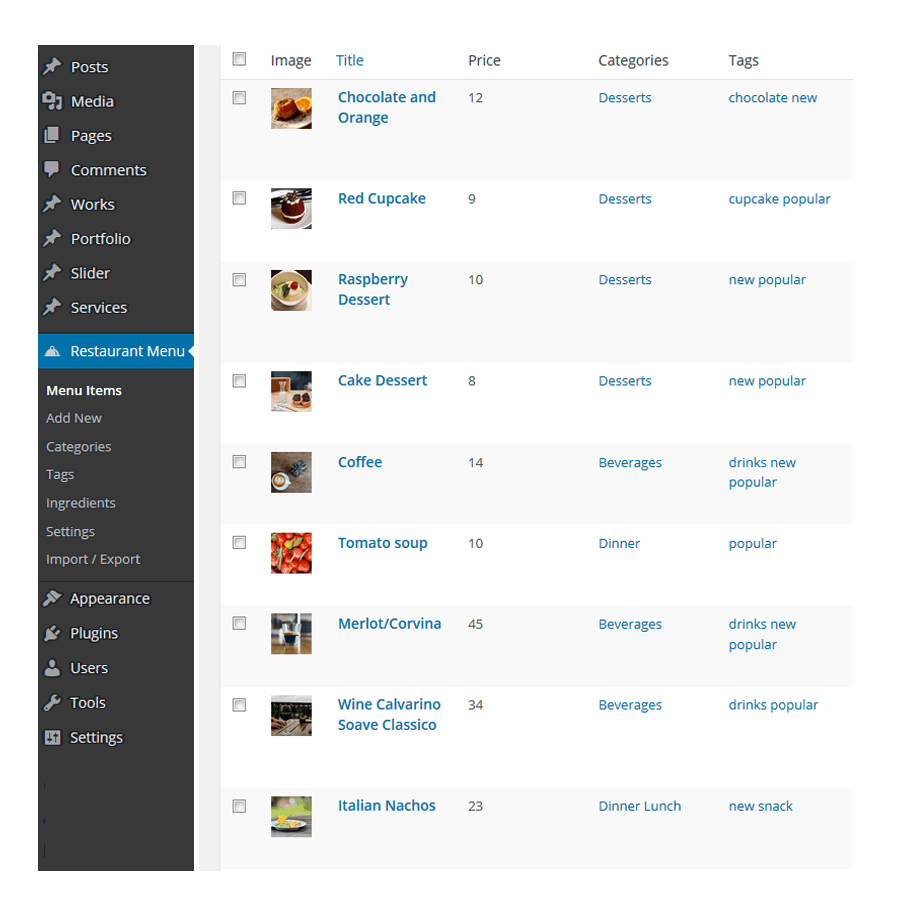 Posts
Media
Pages
Comments
Works
Portfolio
Slider
Services
Restaurant Menu
Menu Items
Add New
Categories
Tags
Ingredients
Settings
Import / Export
Appearance
Plugins
Users
Tools
Settings
Image Title Price Categories Tags
Chocolate and 12 Desserts chocolate new
Orange
Red Cupcake 9 Desserts cupcake popular
Raspberry 10 Desserts new popular
Dessert
Cake Dessert 8 Desserts new popular
Coffee 14 Beverages drinks new
popular
Tomato soup 10 Dinner popular
Merlot/Corvina 45 Beverages drinks new
popular
Wine Calvarino 34 Beverages drinks popular
Soave Classico
Italian Nachos 23 Dinner Lunch new snack